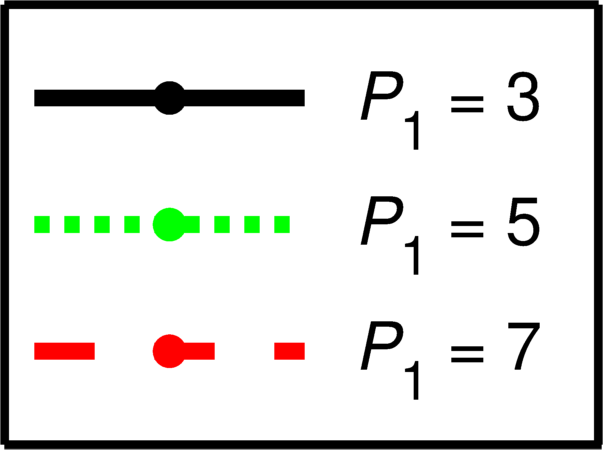 P₁ = 3
P₁ = 5
P₁ = 7